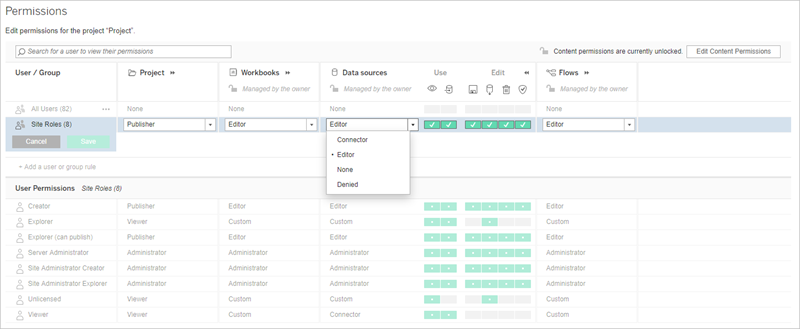 Permissions
Edit permissions for the project “Project”.
Search for a user to view their permissions
Content permissions are currently unlocked.
Edit Content Permissions
User / Group
Project »
Workbooks »
Data sources
Use
Edit «
Flows »
Managed by the owner
Managed by the owner
Managed by the owner
All Users (82) ••• None None None None
Site Roles (8) Publisher Editor Editor Editor
Cancel Save
Connector
• Editor
None
Denied
+ Add a user or group rule
User Permissions Site Roles (8)
Creator Publisher Editor Editor Editor
Explorer Viewer Custom Custom Custom
Explorer (can publish) Publisher Editor Editor Editor
Server Administrator Administrator Administrator Administrator Administrator
Site Administrator Creator Administrator Administrator Administrator Administrator
Site Administrator Explorer Administrator Administrator Administrator Administrator
Unlicensed Viewer Custom Custom Custom
Viewer Viewer Custom Connector Custom